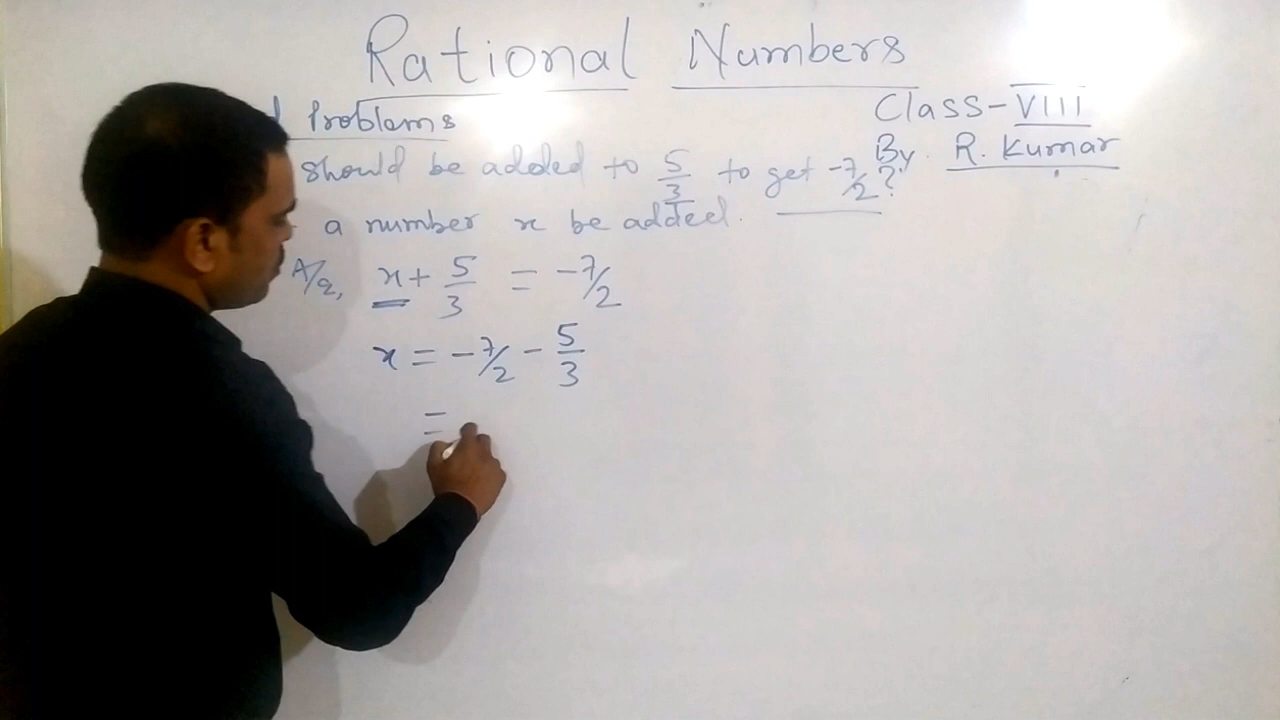 Rational Numbers
Class-VIII
Problems
By. R. Kumar
should be added to 5/3 to get -7/2?
a number x be added.
A/q, x + 5/3 = -7/2
x = -7/2 - 5/3
=